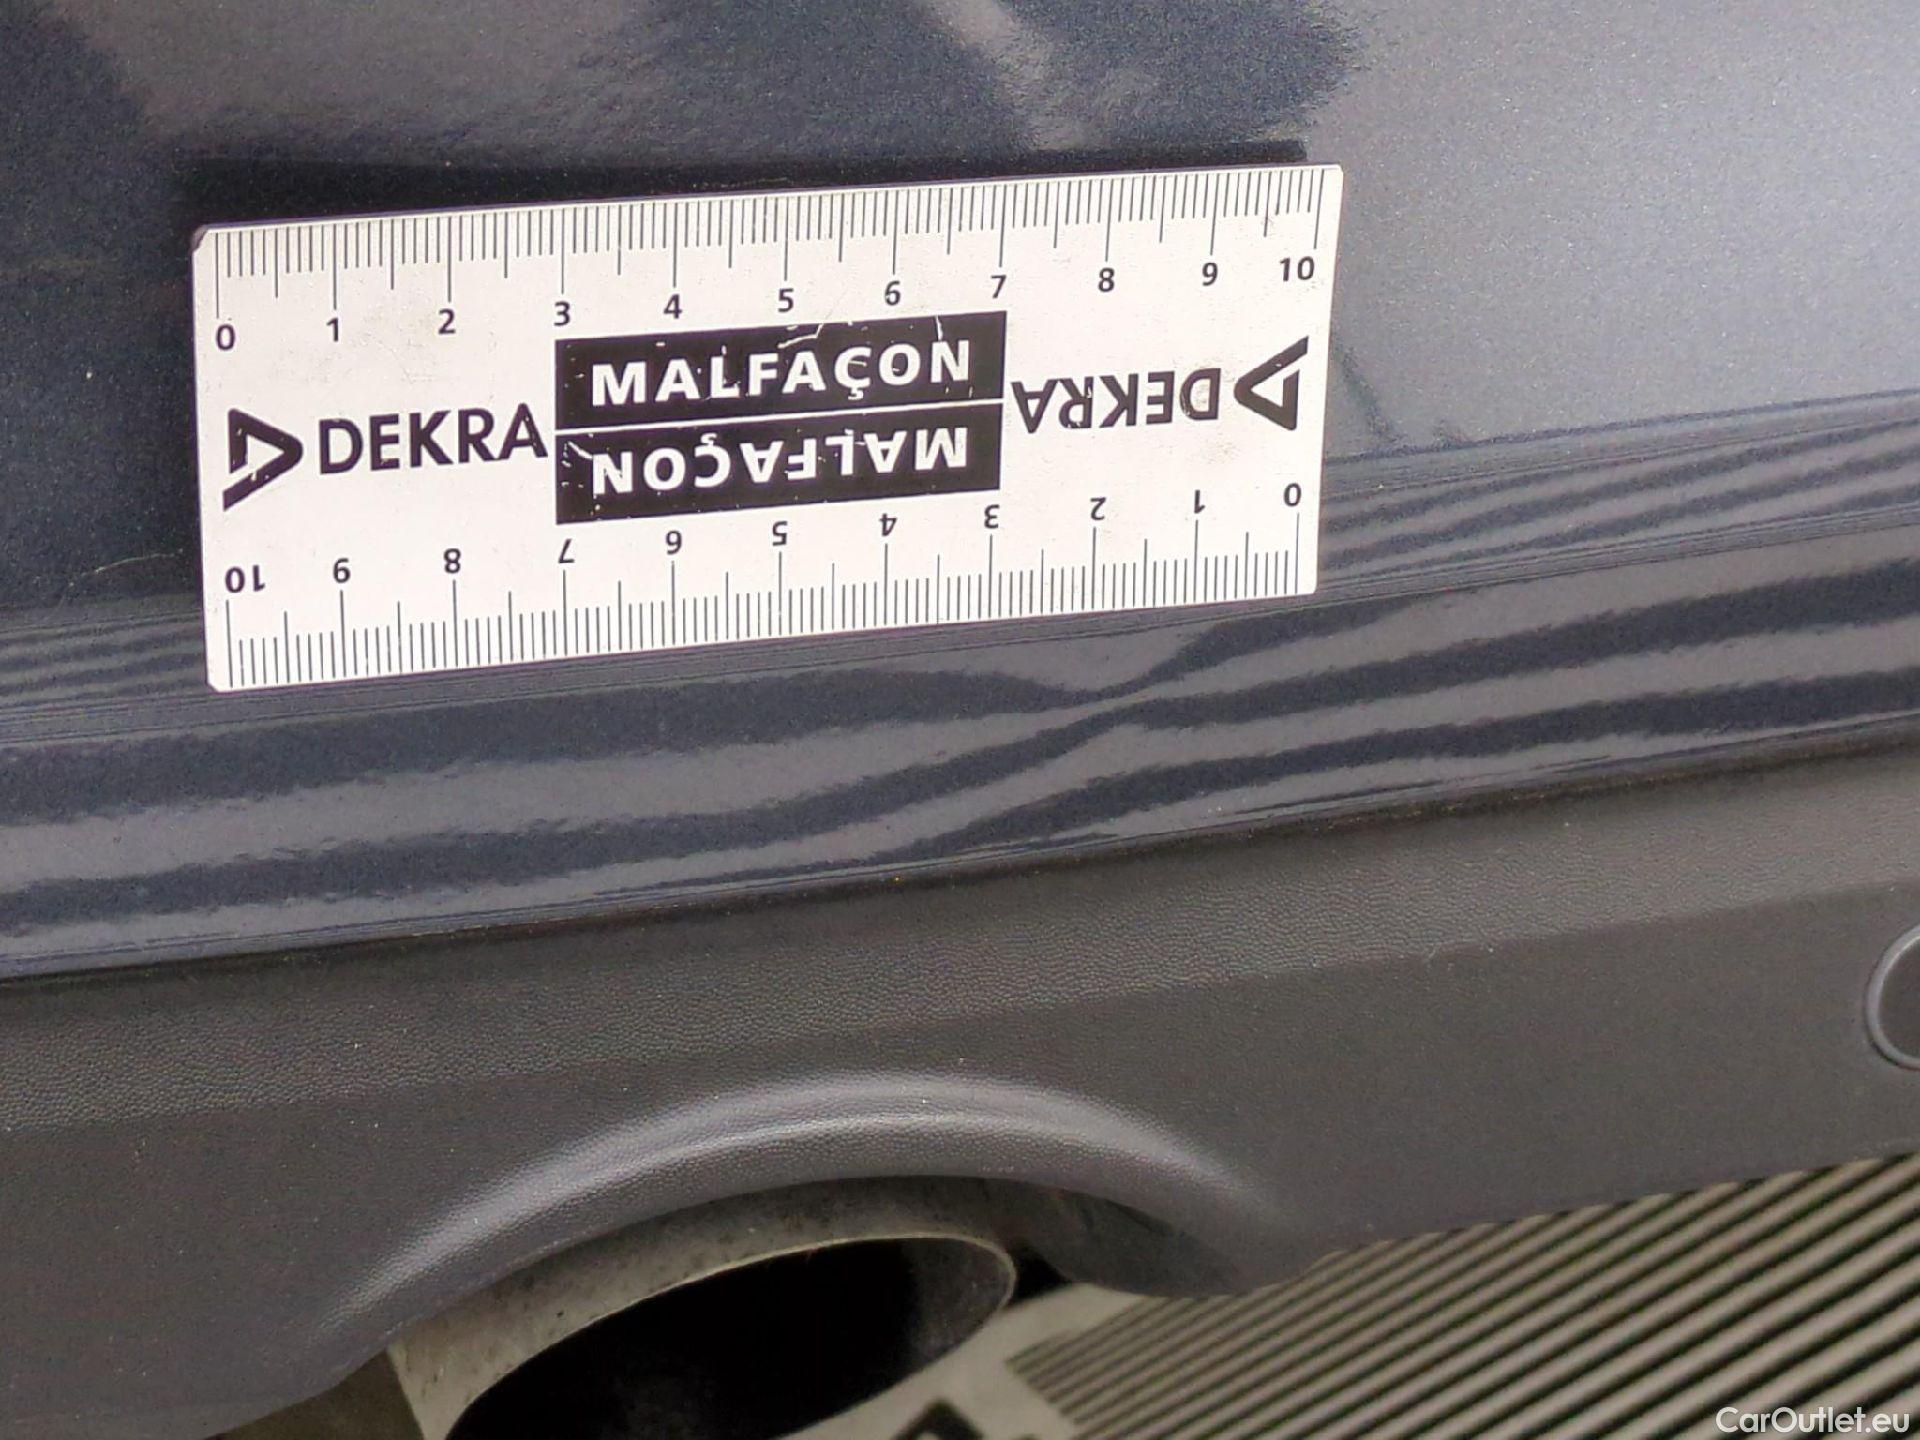 0 1 2 3 4 5 6 7 8 9 10
MALFAÇON
DEKRA
DEKRA
MALFAÇON
10 9 8 7 6 5 4 3 2 1 0
CarOutlet.eu